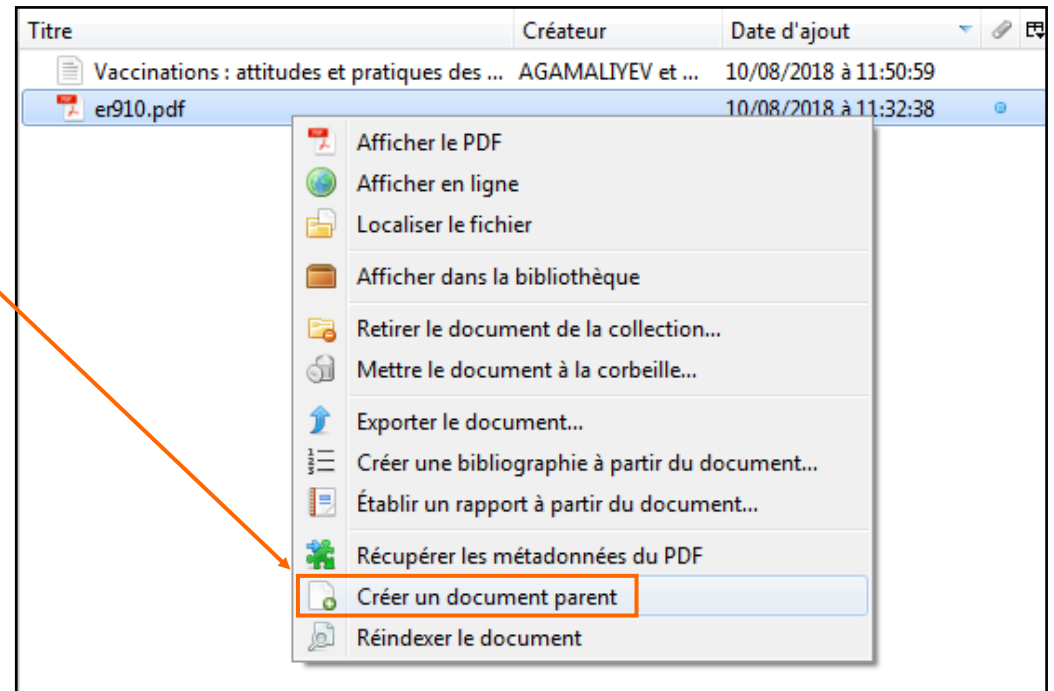 Titre Créateur Date d'ajout
Vaccinations : attitudes et pratiques des ... AGAMALIYEV et ... 10/08/2018 à 11:50:59
er910.pdf 10/08/2018 à 11:32:38
Afficher le PDF
Afficher en ligne
Localiser le fichier
Afficher dans la bibliothèque
Retirer le document de la collection...
Mettre le document à la corbeille...
Exporter le document...
Créer une bibliographie à partir du document...
Établir un rapport à partir du document...
Récupérer les métadonnées du PDF
Créer un document parent
Réindexer le document